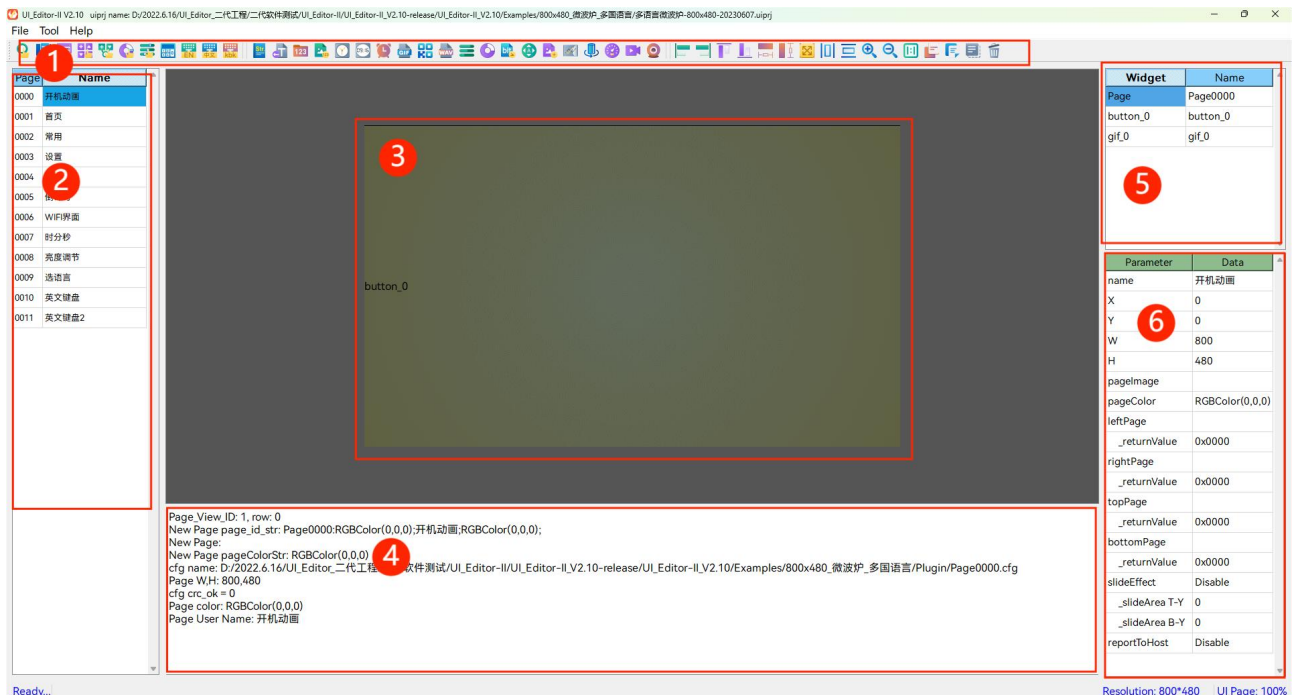 UI_Editor-II V2.10 uiprj name: D:/2022.6.16/UI_Editor_二代工程/二代软件测试/UI_Editor-II/UI_Editor-II_V2.10-release/UI_Editor-II_V2.10/Examples/800x480_微波炉_多国语言/多语言微波炉-800x480-20230607.uiprj
File Tool Help
1
Page Name
0000 开机动画
0001 首页
0002 常用
0003 设置
0004
0005
0006 WIFI界面
0007 时分秒
0008 亮度调节
0009 选语言
0010 英文键盘
0011 英文键盘2
2
3
button_0
Page_View_ID: 1, row: 0
New Page page_id_str: Page0000:RGBColor(0,0,0);开机动画;RGBColor(0,0,0);
New Page:
New Page pageColorStr: RGBColor(0,0,0)
cfg name: D:/2022.6.16/UI_Editor_二代工 软件测试/UI_Editor-II/UI_Editor-II_V2.10-release/UI_Editor-II_V2.10/Examples/800x480_微波炉_多国语言/Plugin/Page0000.cfg
Page W,H: 800,480
cfg crc_ok = 0
Page color: RGBColor(0,0,0)
Page User Name: 开机动画
4
Widget Name
Page Page0000
button_0 button_0
gif_0 gif_0
5
Parameter Data
name 开机动画
X 0
Y 0
W 800
H 480
pageImage
pageColor RGBColor(0,0,0)
leftPage
_returnValue 0x0000
rightPage
_returnValue 0x0000
topPage
_returnValue 0x0000
bottomPage
_returnValue 0x0000
slideEffect Disable
_slideArea T-Y 0
_slideArea B-Y 0
reportToHost Disable
6
Ready...
Resolution: 800*480 UI Page: 100%